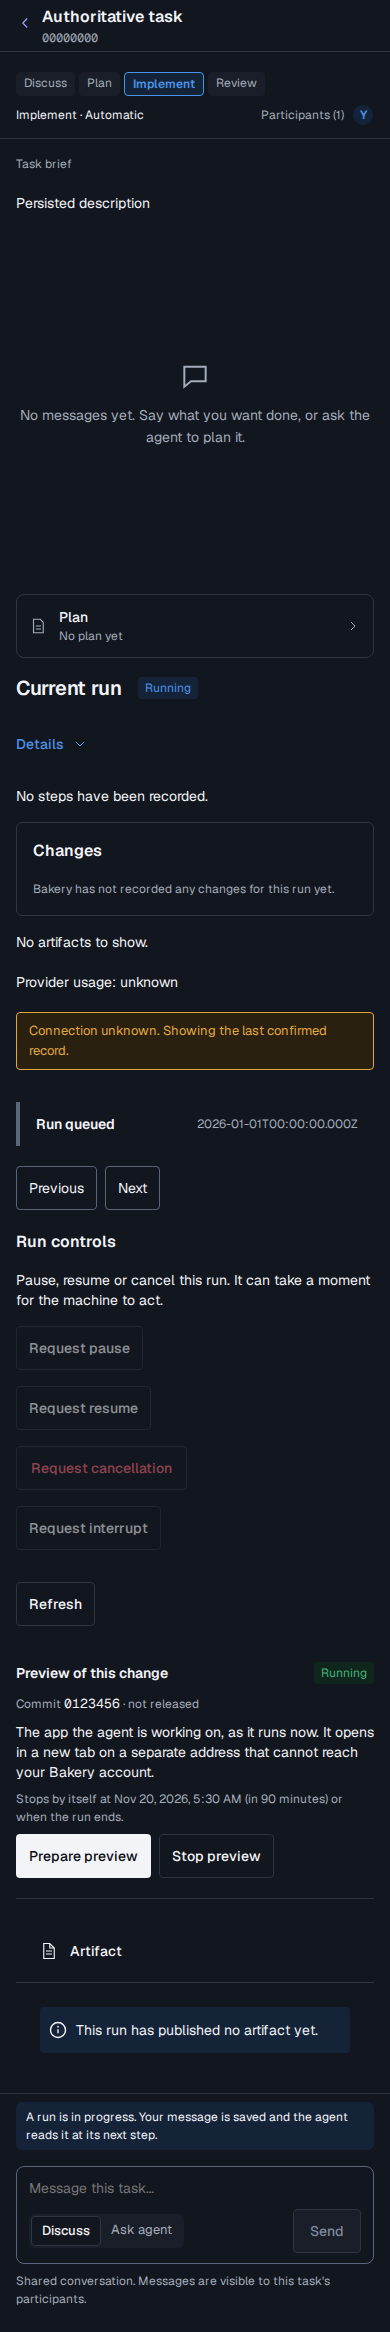 Authoritative task
00000000
Discuss Plan Implement Review
Implement · Automatic Participants (1) Y
Task brief
Persisted description
No messages yet. Say what you want done, or ask the
agent to plan it.
Plan
No plan yet
Current run Running
Details
No steps have been recorded.
Changes
Bakery has not recorded any changes for this run yet.
No artifacts to show.
Provider usage: unknown
Connection unknown. Showing the last confirmed
record.
Run queued 2026-01-01T00:00:00.000Z
Previous Next
Run controls
Pause, resume or cancel this run. It can take a moment
for the machine to act.
Request pause
Request resume
Request cancellation
Request interrupt
Refresh
Preview of this change Running
Commit 0123456 · not released
The app the agent is working on, as it runs now. It opens
in a new tab on a separate address that cannot reach
your Bakery account.
Stops by itself at Nov 20, 2026, 5:30 AM (in 90 minutes) or
when the run ends.
Prepare preview Stop preview
Artifact
This run has published no artifact yet.
A run is in progress. Your message is saved and the agent
reads it at its next step.
Message this task…
Discuss Ask agent Send
Shared conversation. Messages are visible to this task's
participants.